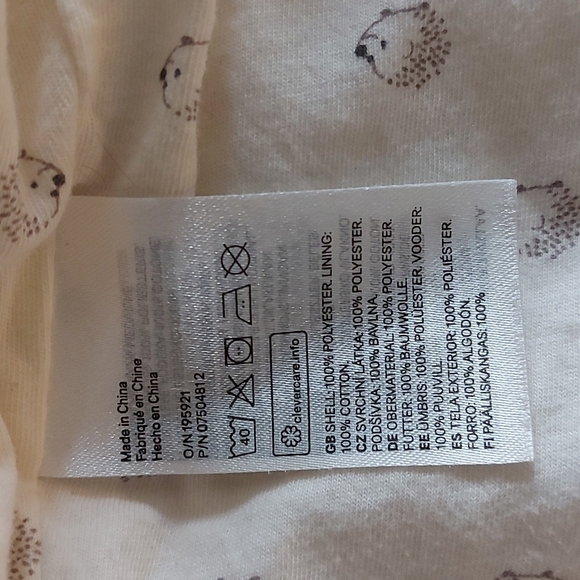 Made in China
Fabriqué en Chine
Hecho en China
O/N 195921
P/N 07504812
40
clevercare.info
GB SHELL: 100% POLYESTER. LINING:
100% COTTON.
CZ SVRCHNÍ LÁTKA: 100% POLYESTER.
PODŠÍVKA: 100% BAVLNA.
DE OBERMATERIAL: 100% POLYESTER.
FUTTER: 100% BAUMWOLLE.
EE ÜMBRIS: 100% POLÜESTER. VOODER:
100% PUUVILL.
ES TELA EXTERIOR: 100% POLIÉSTER.
FORRO: 100% ALGODÓN.
FI PÄÄLLISKANGAS: 100%